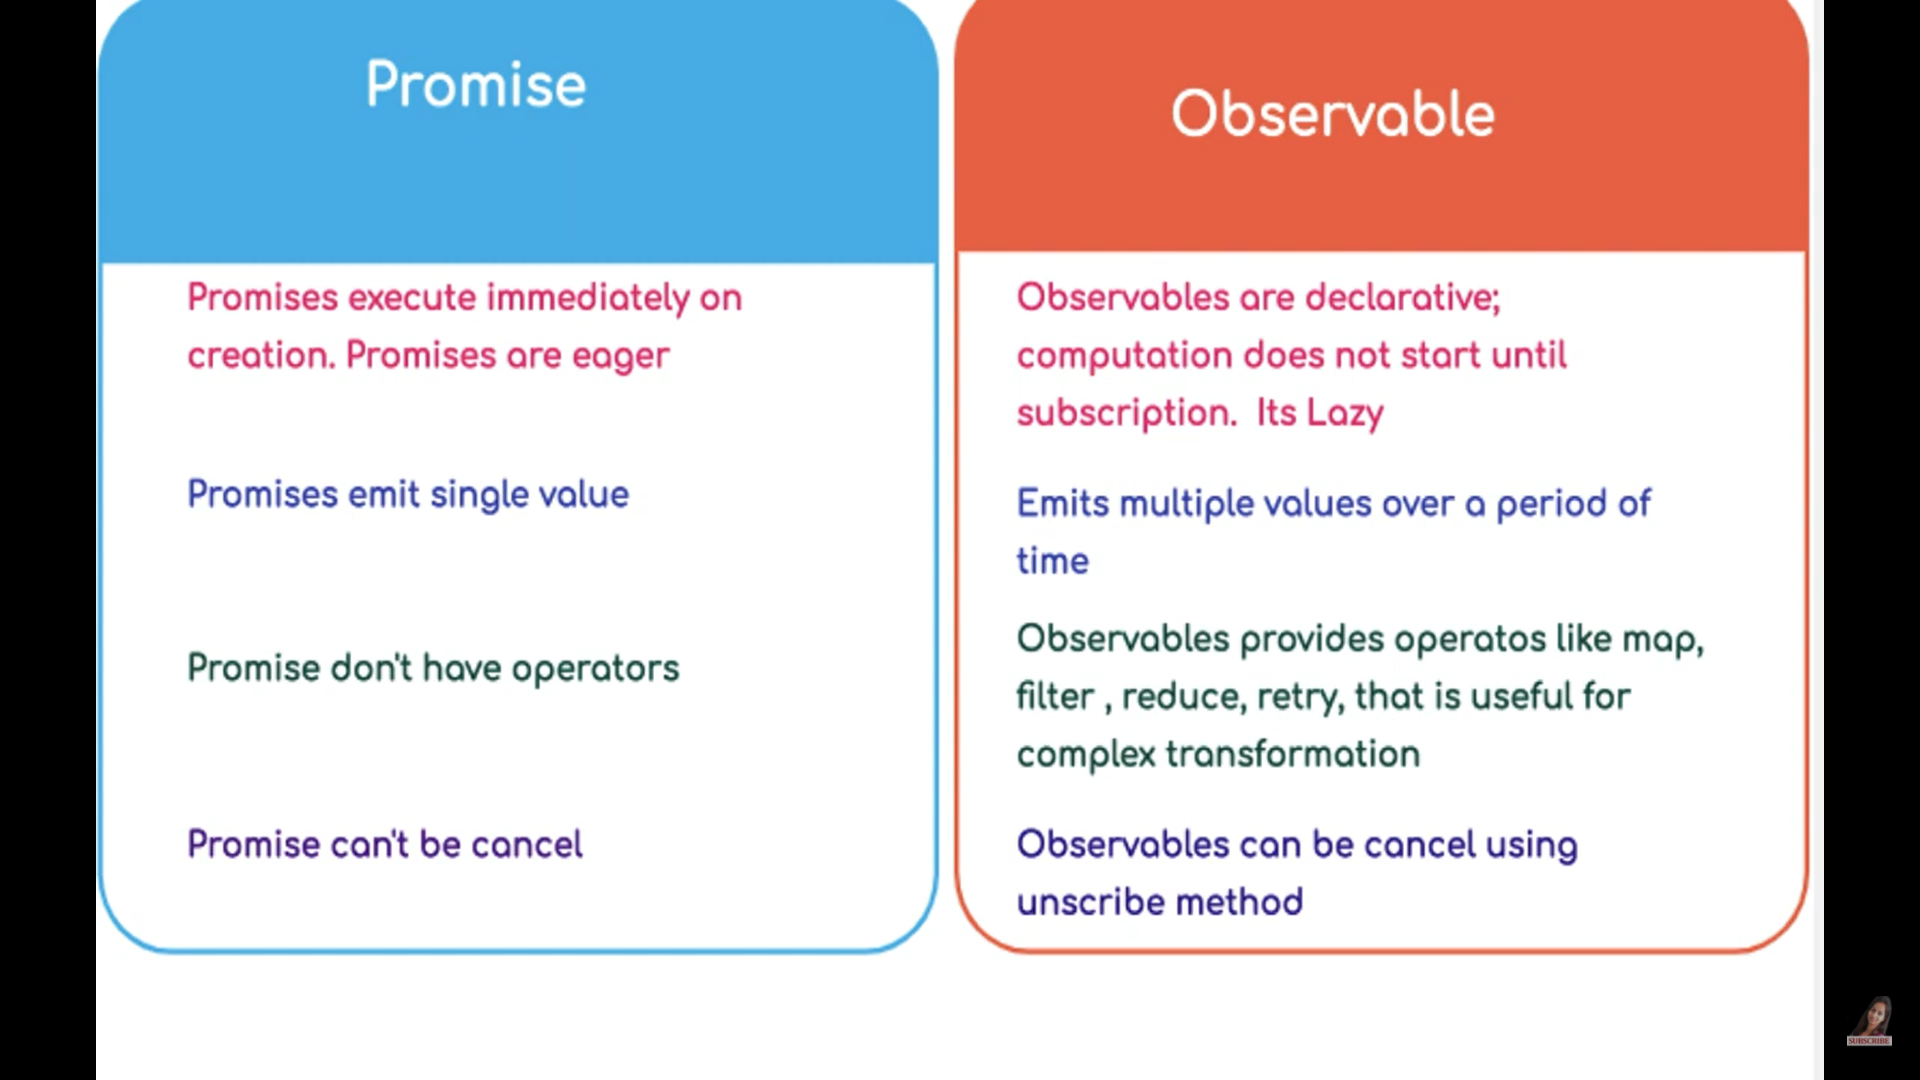 Promise
Promises execute immediately on
creation. Promises are eager
Promises emit single value
Promise don't have operators
Promise can't be cancel
Observable
Observables are declarative;
computation does not start until
subscription.  Its Lazy
Emits multiple values over a period of
time
Observables provides operatos like map,
filter , reduce, retry, that is useful for
complex transformation
Observables can be cancel using
unscribe method
SUBSCRIBE